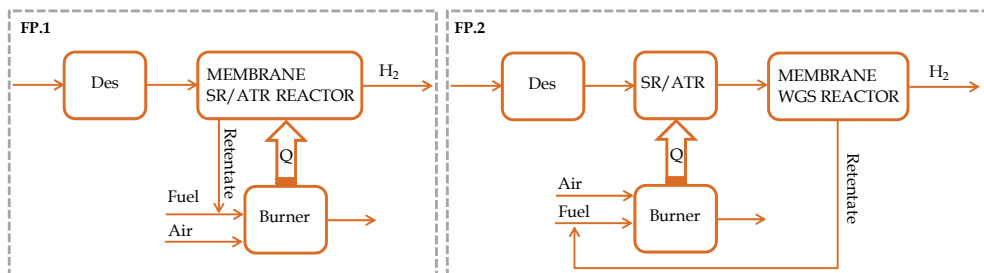 FP.1
Des
MEMBRANE
SR/ATR REACTOR
H2
Retentate
Q
Fuel
Air
Burner
FP.2
Des
SR/ATR
MEMBRANE
WGS REACTOR
H2
Q
Retentate
Air
Fuel
Burner